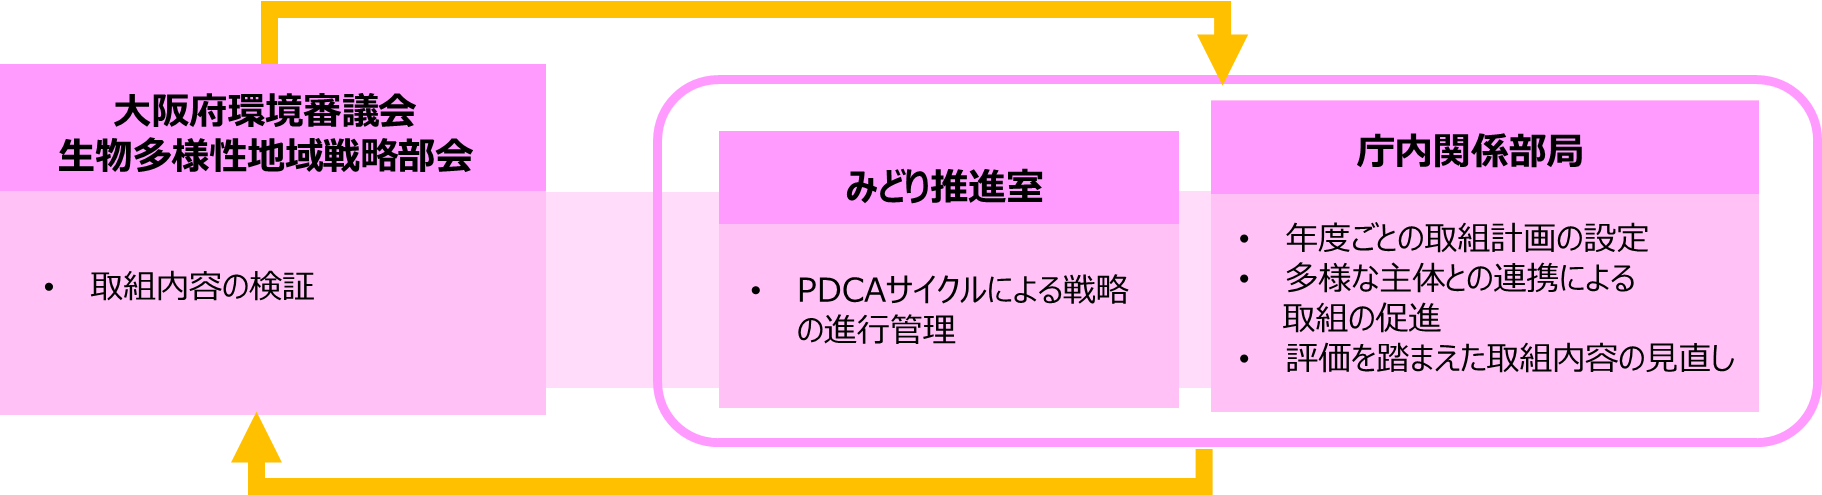 大阪府環境審議会
生物多様性地域戦略部会
• 取組内容の検証
みどり推進室
• PDCAサイクルによる戦略
の進行管理
庁内関係部局
• 年度ごとの取組計画の設定
• 多様な主体との連携による
取組の促進
• 評価を踏まえた取組内容の見直し